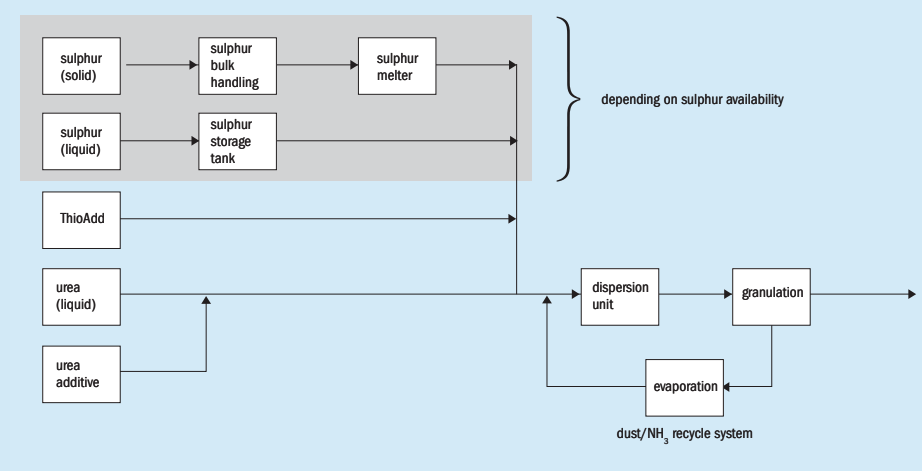 sulphur
(solid)
sulphur
bulk
handling
sulphur
melter
depending on sulphur availability
sulphur
(liquid)
sulphur
storage
tank
ThioAdd
urea
(liquid)
dispersion
unit
granulation
urea
additive
evaporation
dust/NH₃ recycle system